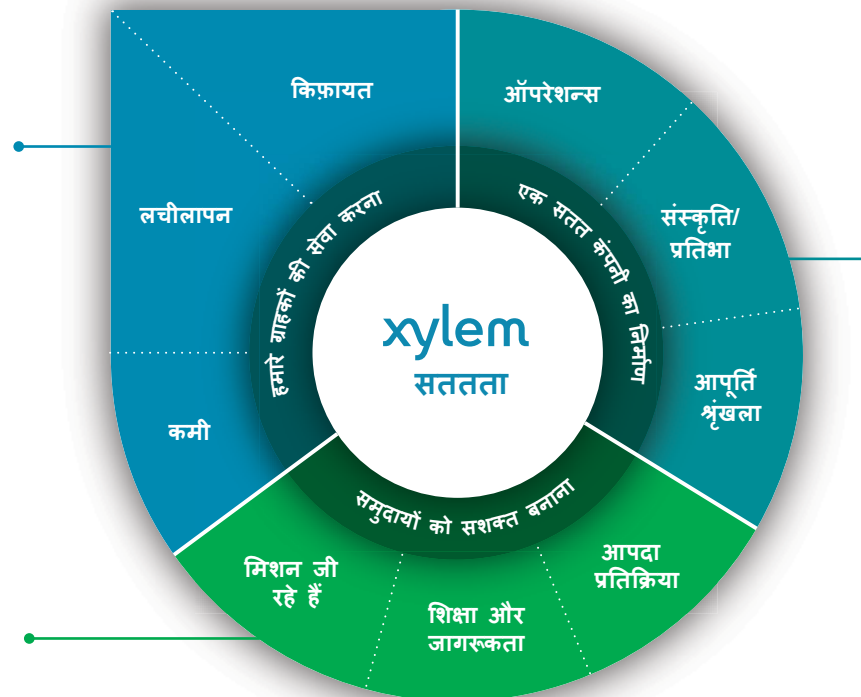 किफ़ायत
ऑपरेशन्स
लचीलापन
संस्कृति/
प्रतिभा
हमारे ग्राहकों की सेवा करना
एक सतत कंपनी का निर्माण
xylem
सततता
कमी
आपूर्ति
श्रृंखला
समुदायों को सशक्त बनाना
मिशन जी
रहे हैं
शिक्षा और
जागरूकता
आपदा
प्रतिक्रिया